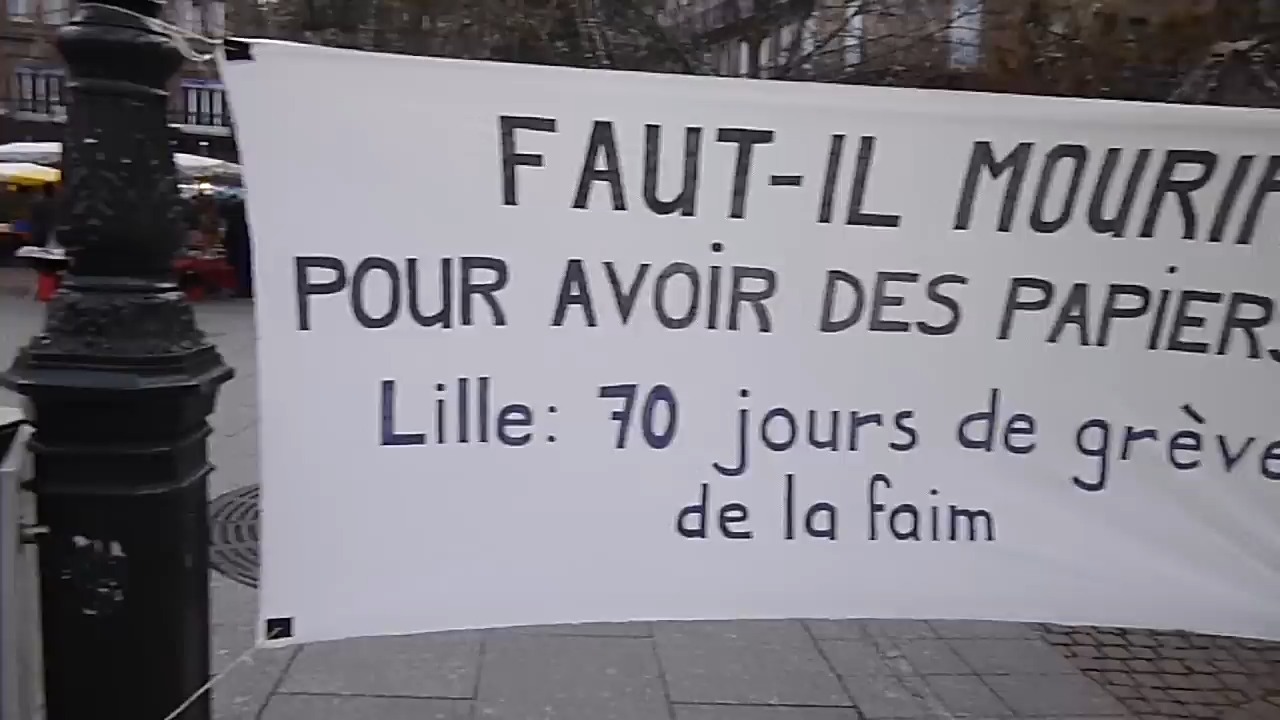 FAUT-IL MOURIR
POUR AVOIR DES PAPIERS
Lille: 70 jours de grève
de la faim